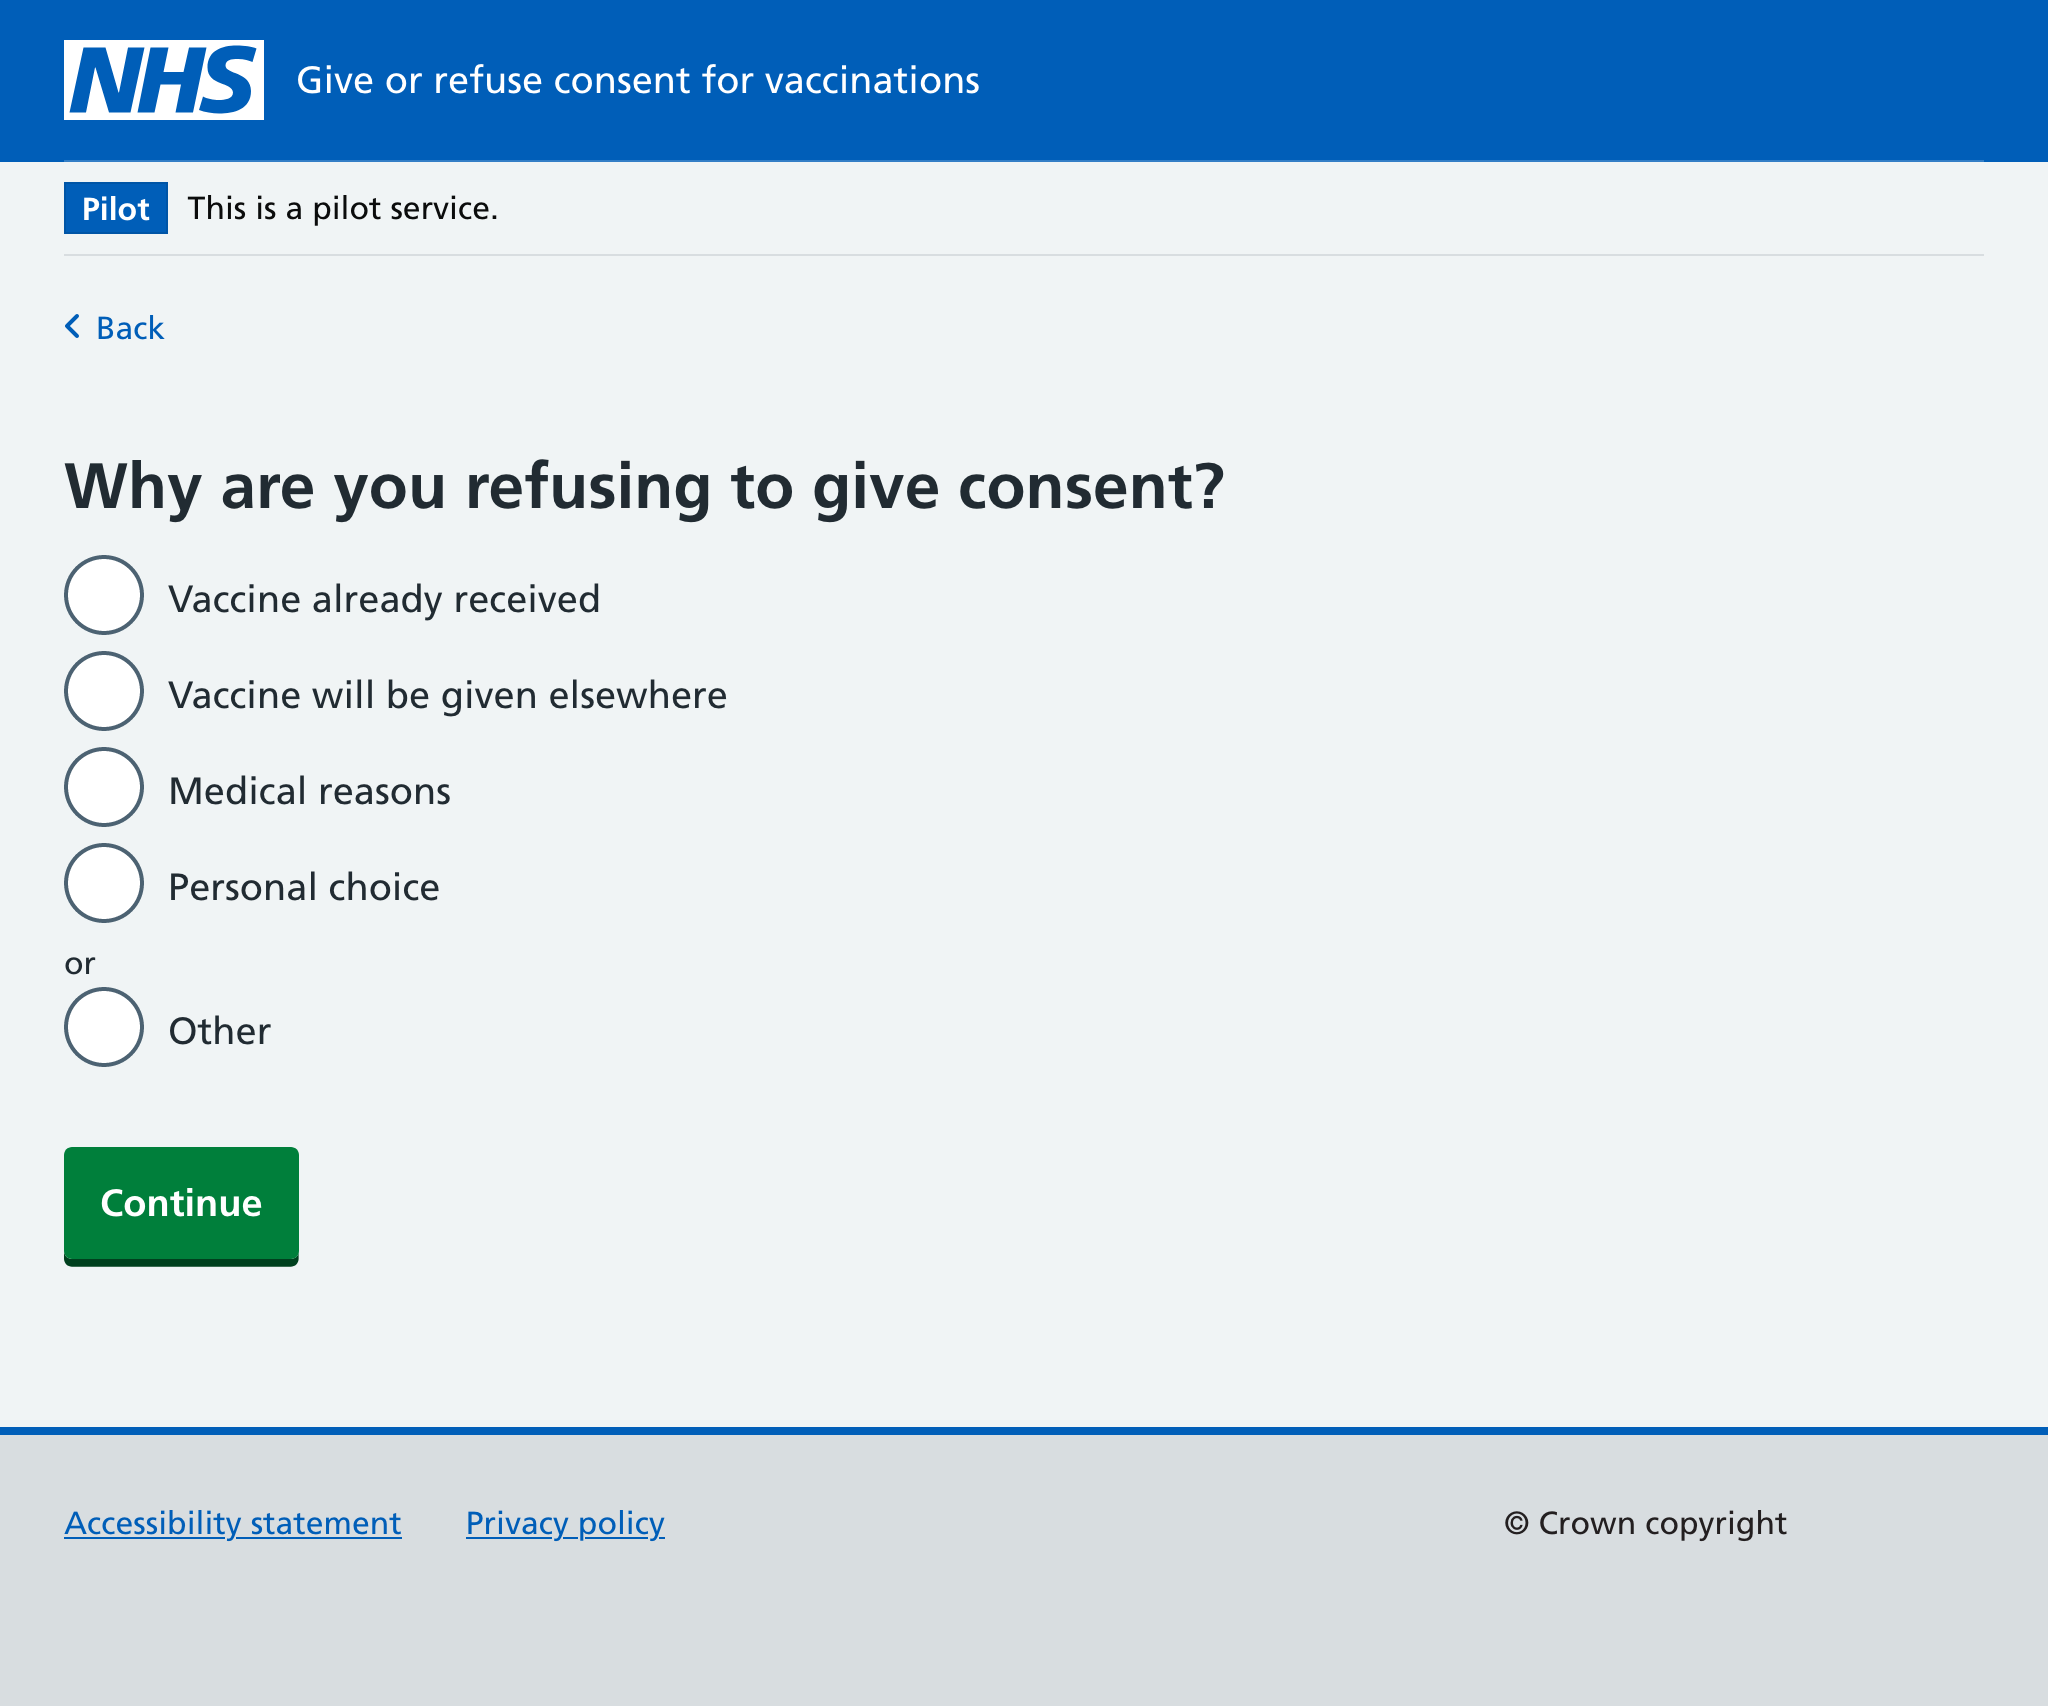 NHS
Give or refuse consent for vaccinations
Pilot
This is a pilot service.
Back
Why are you refusing to give consent?
Vaccine already received
Vaccine will be given elsewhere
Medical reasons
Personal choice
or
Other
Continue
Accessibility statement
Privacy policy
© Crown copyright